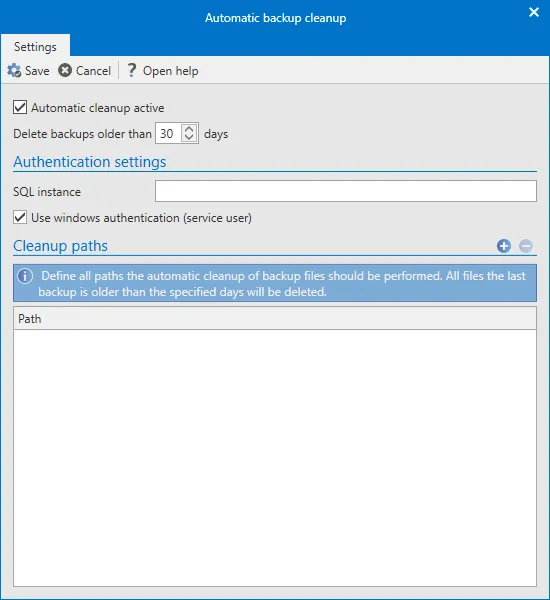 Automatic backup cleanup
Settings
Save Cancel ? Open help
Automatic cleanup active
Delete backups older than 30 days
Authentication settings
SQL instance
Use windows authentication (service user)
Cleanup paths
Define all paths the automatic cleanup of backup files should be performed. All files the last
backup is older than the specified days will be deleted.
Path